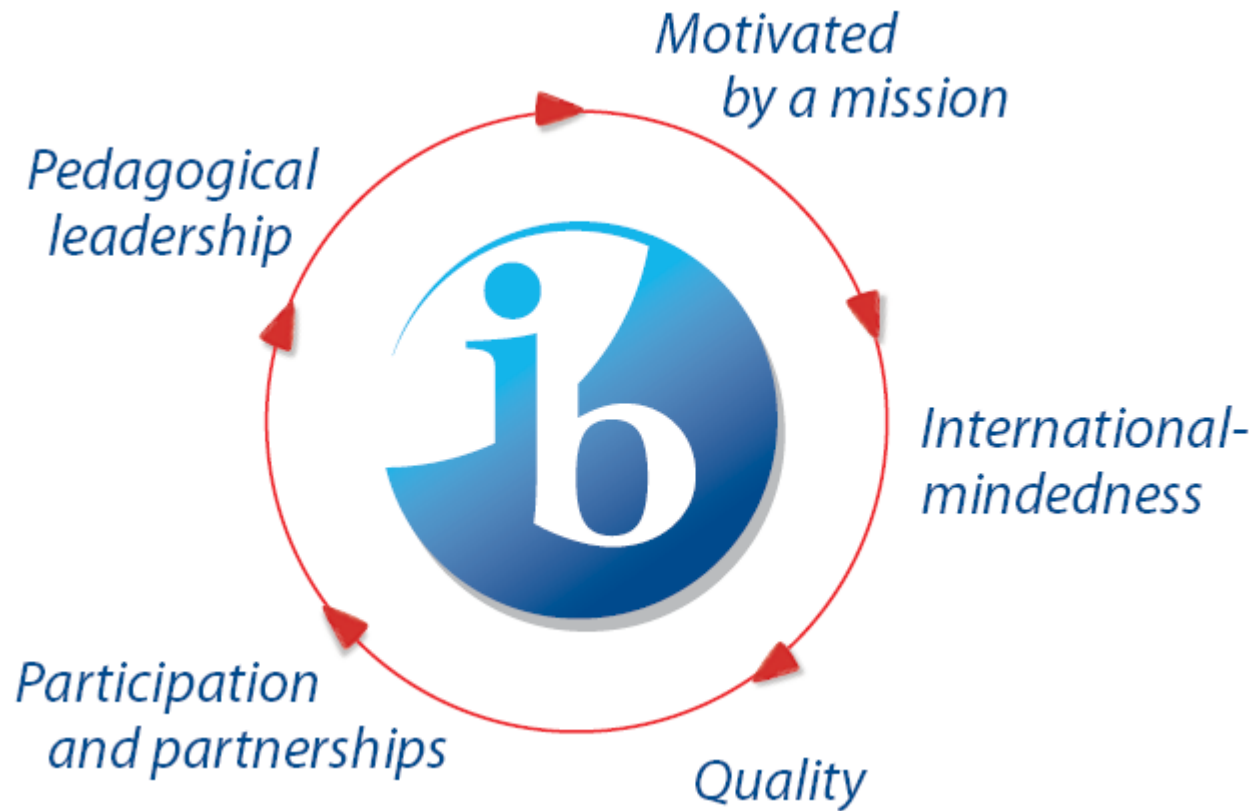 Motivated
by a mission
Pedagogical
leadership
ib
International-
mindedness
Participation
and partnerships
Quality